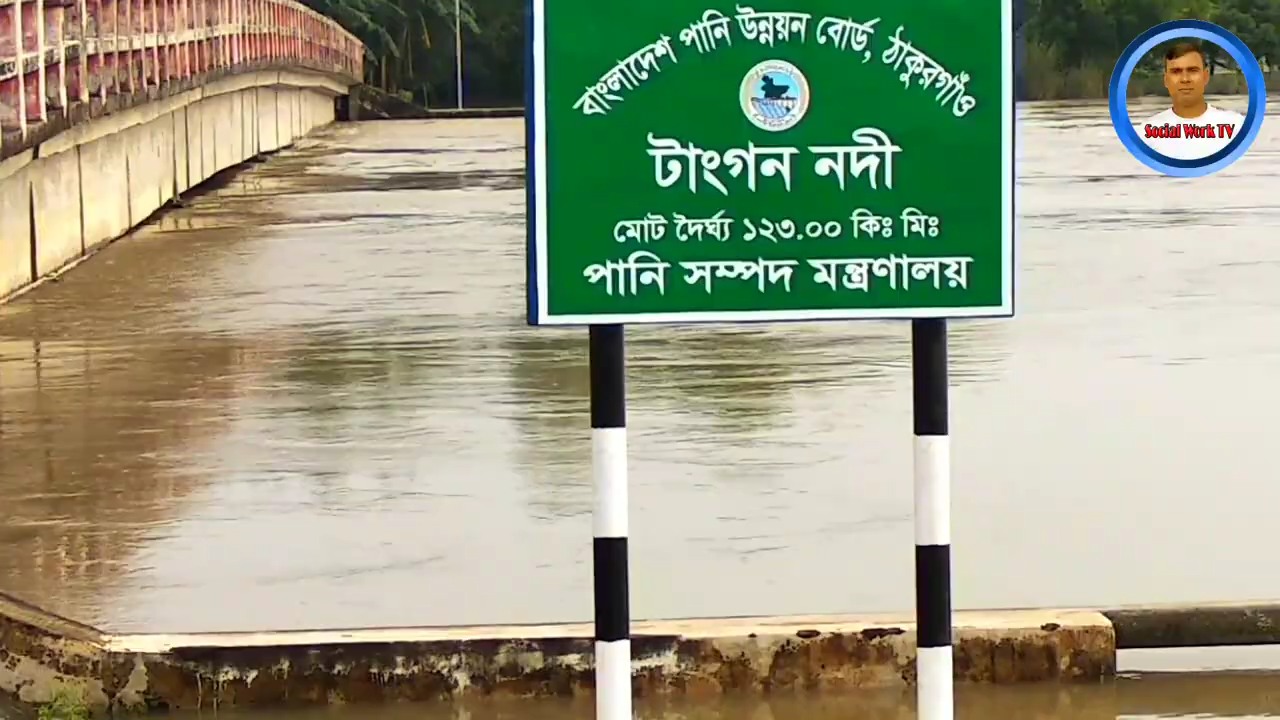 বাংলাদেশ পানি উন্নয়ন বোর্ড, ঠাকুরগাঁও
টাংগন নদী
মোট দৈর্ঘ্য ১২৩.০০ কিঃ মিঃ
পানি সম্পদ মন্ত্রণালয়
Social Work TV